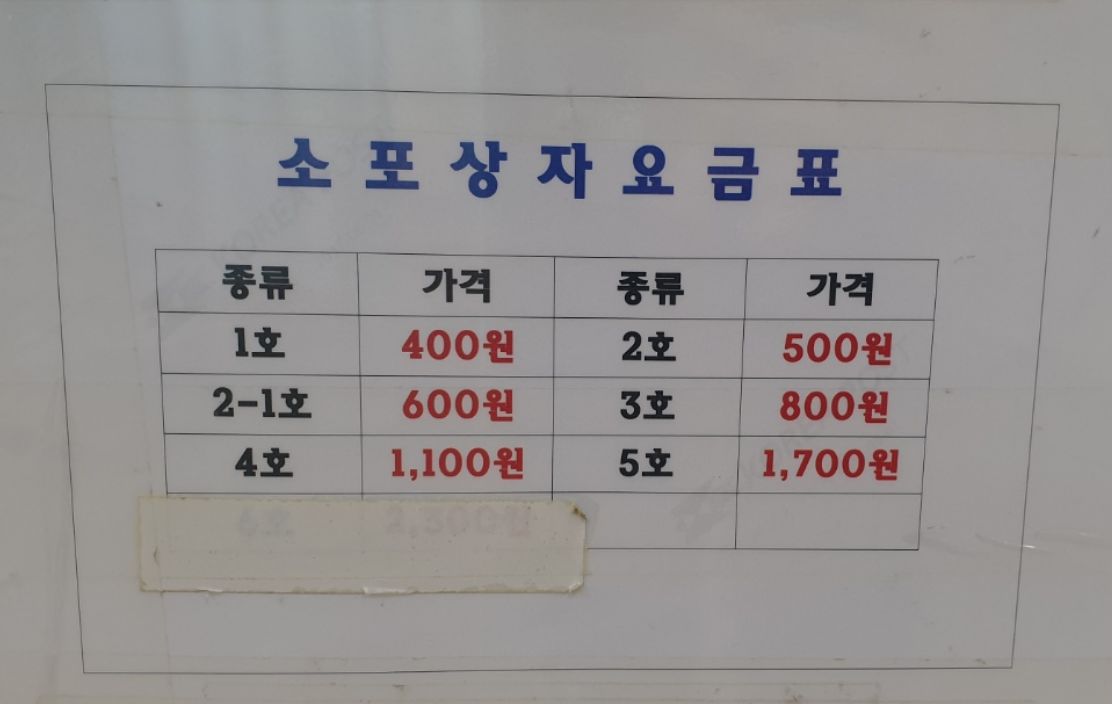 소포상자요금표
종류 가격 종류 가격
1호 400원 2호 500원
2-1호 600원 3호 800원
4호 1,100원 5호 1,700원